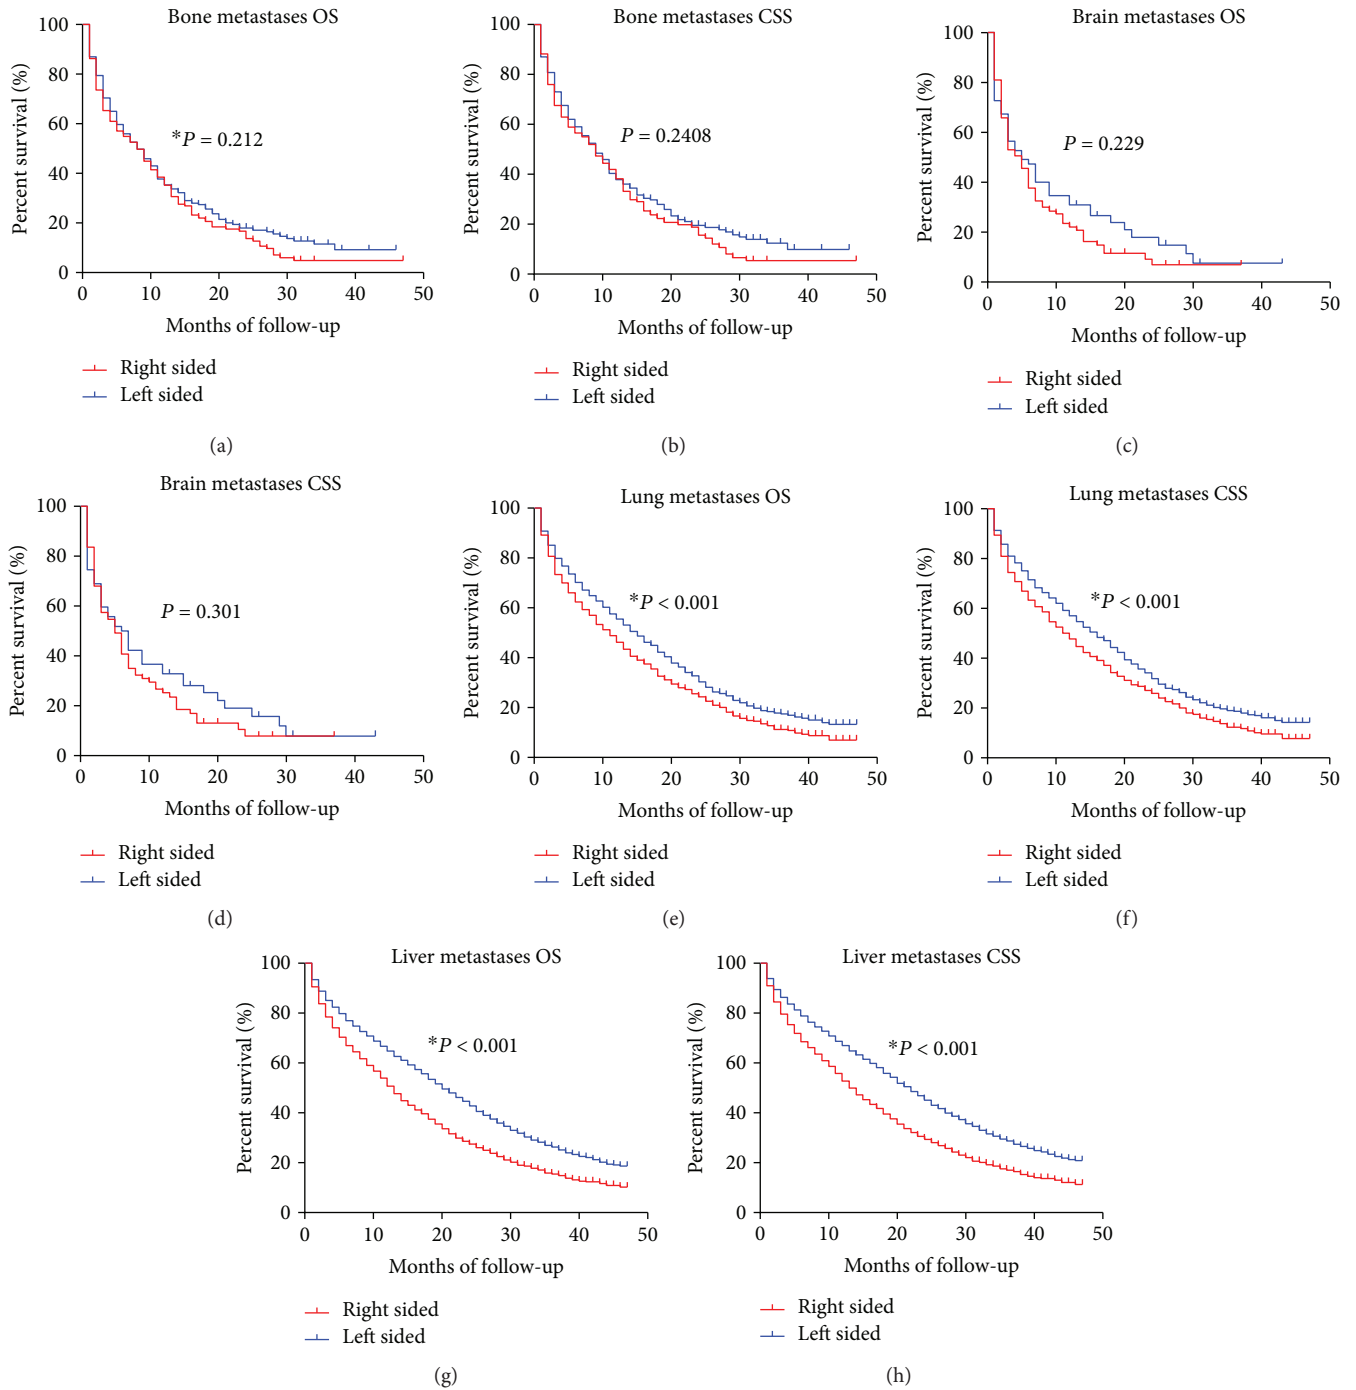 Bone metastases OS
Percent survival (%)
100
80
60
40
20
0
*P = 0.212
0 10 20 30 40 50
Months of follow-up
Right sided
Left sided
(a)
Bone metastases CSS
Percent survival (%)
100
80
60
40
20
0
P = 0.2408
0 10 20 30 40 50
Months of follow-up
Right sided
Left sided
(b)
Brain metastases OS
Percent survival (%)
100
80
60
40
20
0
P = 0.229
0 10 20 30 40 50
Months of follow-up
Right sided
Left sided
(c)
Brain metastases CSS
Percent survival (%)
100
80
60
40
20
0
P = 0.301
0 10 20 30 40 50
Months of follow-up
Right sided
Left sided
(d)
Lung metastases OS
Percent survival (%)
100
80
60
40
20
0
*P < 0.001
0 10 20 30 40 50
Months of follow-up
Right sided
Left sided
(e)
Lung metastases CSS
Percent survival (%)
100
80
60
40
20
0
*P < 0.001
0 10 20 30 40 50
Months of follow-up
Right sided
Left sided
(f)
Liver metastases OS
Percent survival (%)
100
80
60
40
20
0
*P < 0.001
0 10 20 30 40 50
Months of follow-up
Right sided
Left sided
(g)
Liver metastases CSS
Percent survival (%)
100
80
60
40
20
0
*P < 0.001
0 10 20 30 40 50
Months of follow-up
Right sided
Left sided
(h)